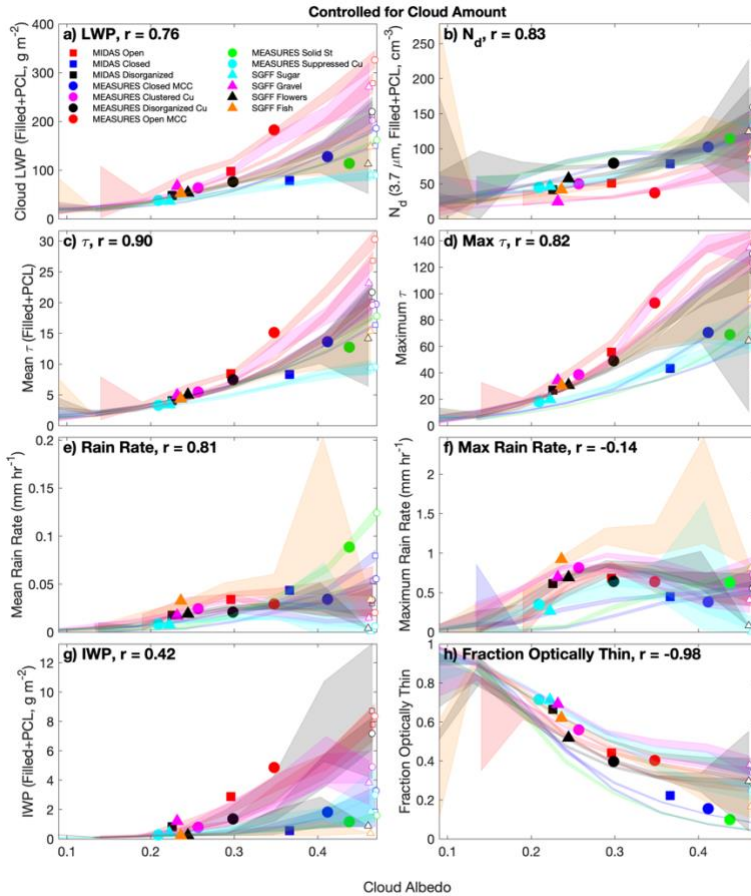 Controlled for Cloud Amount
a) LWP, r = 0.76
MIDAS Open
MIDAS Closed
MIDAS Disorganized
MEASURES Closed MCC
MEASURES Clustered Cu
MEASURES Disorganized Cu
MEASURES Open MCC
MEASURES Solid St
MEASURES Suppressed Cu
SGFF Sugar
SGFF Gravel
SGFF Flowers
SGFF Fish
Cloud LWP (Filled+PCL, g m⁻²)
400
300
200
100
0
b) N_d, r = 0.83
N_d (3.7 μm, Filled+PCL, cm⁻³)
250
200
150
100
50
0
c) τ, r = 0.90
Mean τ (Filled+PCL)
30
25
20
15
10
5
0
d) Max τ, r = 0.82
Maximum τ
140
120
100
80
60
40
20
0
e) Rain Rate, r = 0.81
Mean Rain Rate (mm hr⁻¹)
0.2
0.15
0.1
0.05
0
f) Max Rain Rate, r = -0.14
Maximum Rain Rate (mm hr⁻¹)
2
1.5
1
0.5
0
g) IWP, r = 0.42
IWP (Filled+PCL, g m⁻²)
12
10
8
6
4
2
0
0.1 0.2 0.3 0.4
h) Fraction Optically Thin, r = -0.98
Fraction Optically Thin
1
0.8
0.6
0.4
0.2
0
0.1 0.2 0.3 0.4
Cloud Albedo